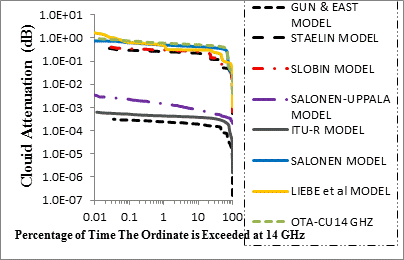 1.0E+01
1.0E+00
1.0E-01
1.0E-02
1.0E-03
1.0E-04
1.0E-05
1.0E-06
1.0E-07
Clouid Attenuation (dB)
0.01 0.1 1 10 100
Percentage of Time The Ordinate is Exceeded at 14 GHz
GUN & EAST
MODEL
STAELIN MODEL
SLOBIN MODEL
SALONEN-UPPALA
MODEL
ITU-R MODEL
SALONEN MODEL
LIEBE et al MODEL
OTA-CU14 GHZ